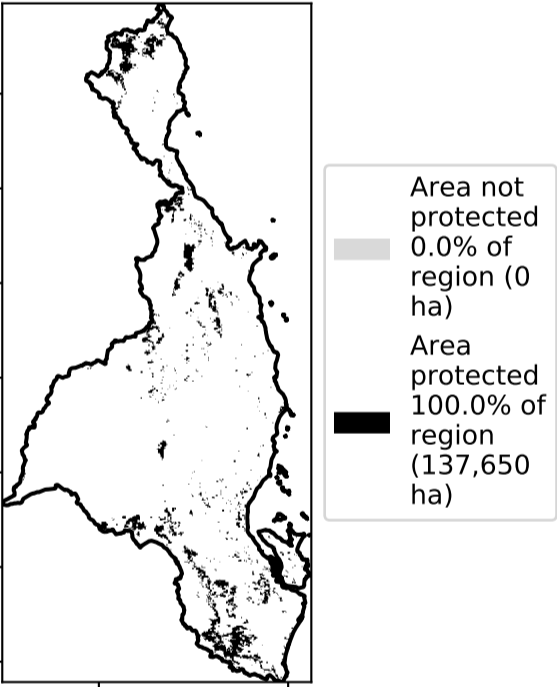 Area not
protected
0.0% of
region (0
ha)
Area
protected
100.0% of
region
(137,650
ha)